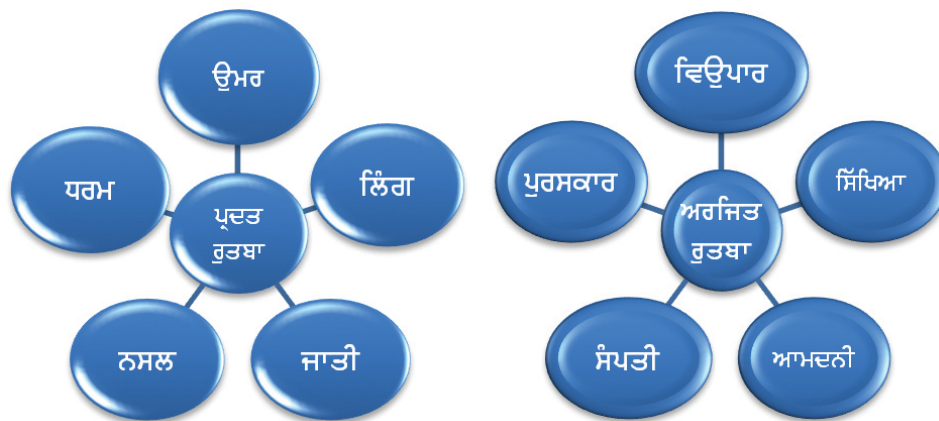 ਉਮਰ
ਧਰਮ
ਲਿੰਗ
ਪ੍ਰਦਤ
ਰੁਤਬਾ
ਨਸਲ
ਜਾਤੀ
ਵਿਉਪਾਰ
ਪੁਰਸਕਾਰ
ਸਿੱਖਿਆ
ਅਰਜਿਤ
ਰੁਤਬਾ
ਸੰਪਤੀ
ਆਮਦਨੀ